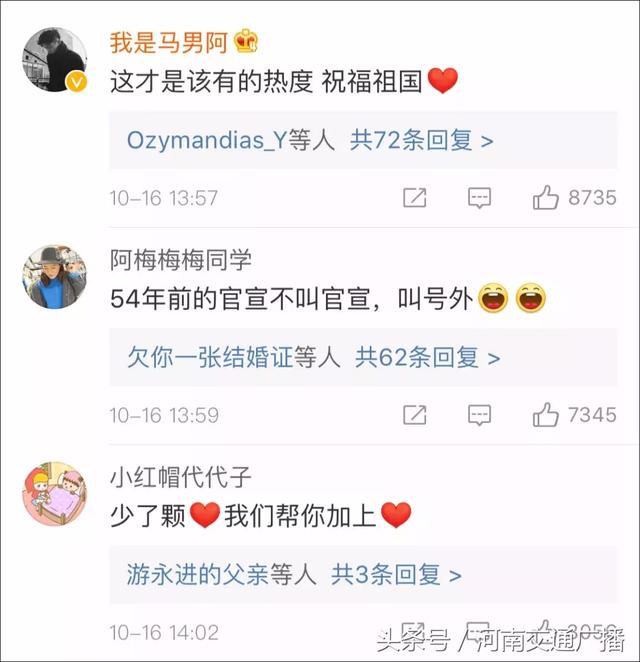 我是马男阿
这才是该有的热度 祝福祖国❤️
Ozymandias_Y等人 共72条回复 >
10-16 13:57
8735
阿梅梅梅同学
54年前的官宣不叫官宣，叫号外😄😄
欠你一张结婚证等人 共62条回复 >
10-16 13:59
7345
小红帽代代子
少了颗❤️我们帮你加上❤️
游永进的父亲等人 共3条回复 >
10-16 14:02
头条号 / 河南交通广播